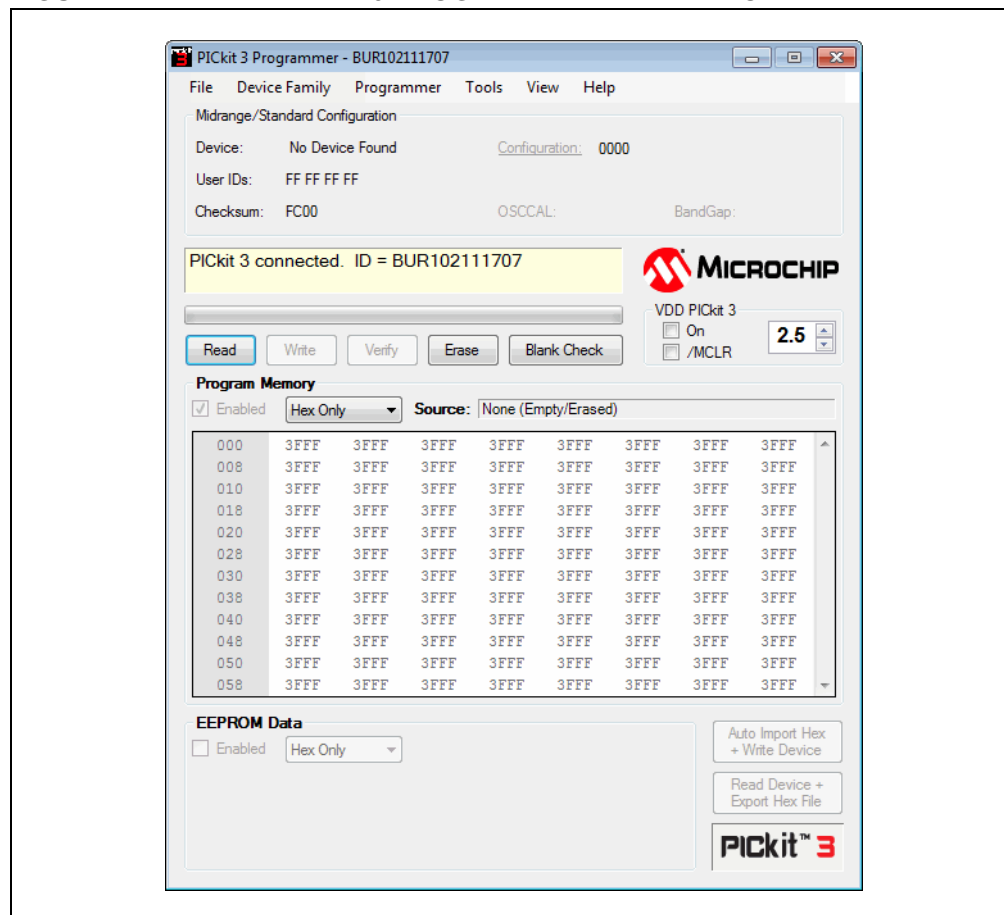 PICkit 3 Programmer - BUR102111707
File Device Family Programmer Tools View Help
Midrange/Standard Configuration
Device: No Device Found Configuration: 0000
User IDs: FF FF FF FF
Checksum: FC00 OSCCAL: BandGap:
PICkit 3 connected. ID = BUR102111707
MICROCHIP
VDD PICkit 3
On
/MCLR
2.5
Read Write Verify Erase Blank Check
Program Memory
Enabled Hex Only Source: None (Empty/Erased)
000 3FFF 3FFF 3FFF 3FFF 3FFF 3FFF 3FFF 3FFF
008 3FFF 3FFF 3FFF 3FFF 3FFF 3FFF 3FFF 3FFF
010 3FFF 3FFF 3FFF 3FFF 3FFF 3FFF 3FFF 3FFF
018 3FFF 3FFF 3FFF 3FFF 3FFF 3FFF 3FFF 3FFF
020 3FFF 3FFF 3FFF 3FFF 3FFF 3FFF 3FFF 3FFF
028 3FFF 3FFF 3FFF 3FFF 3FFF 3FFF 3FFF 3FFF
030 3FFF 3FFF 3FFF 3FFF 3FFF 3FFF 3FFF 3FFF
038 3FFF 3FFF 3FFF 3FFF 3FFF 3FFF 3FFF 3FFF
040 3FFF 3FFF 3FFF 3FFF 3FFF 3FFF 3FFF 3FFF
048 3FFF 3FFF 3FFF 3FFF 3FFF 3FFF 3FFF 3FFF
050 3FFF 3FFF 3FFF 3FFF 3FFF 3FFF 3FFF 3FFF
058 3FFF 3FFF 3FFF 3FFF 3FFF 3FFF 3FFF 3FFF
EEPROM Data
Enabled Hex Only
Auto Import Hex
+ Write Device
Read Device +
Export Hex File
PICkit™ 3